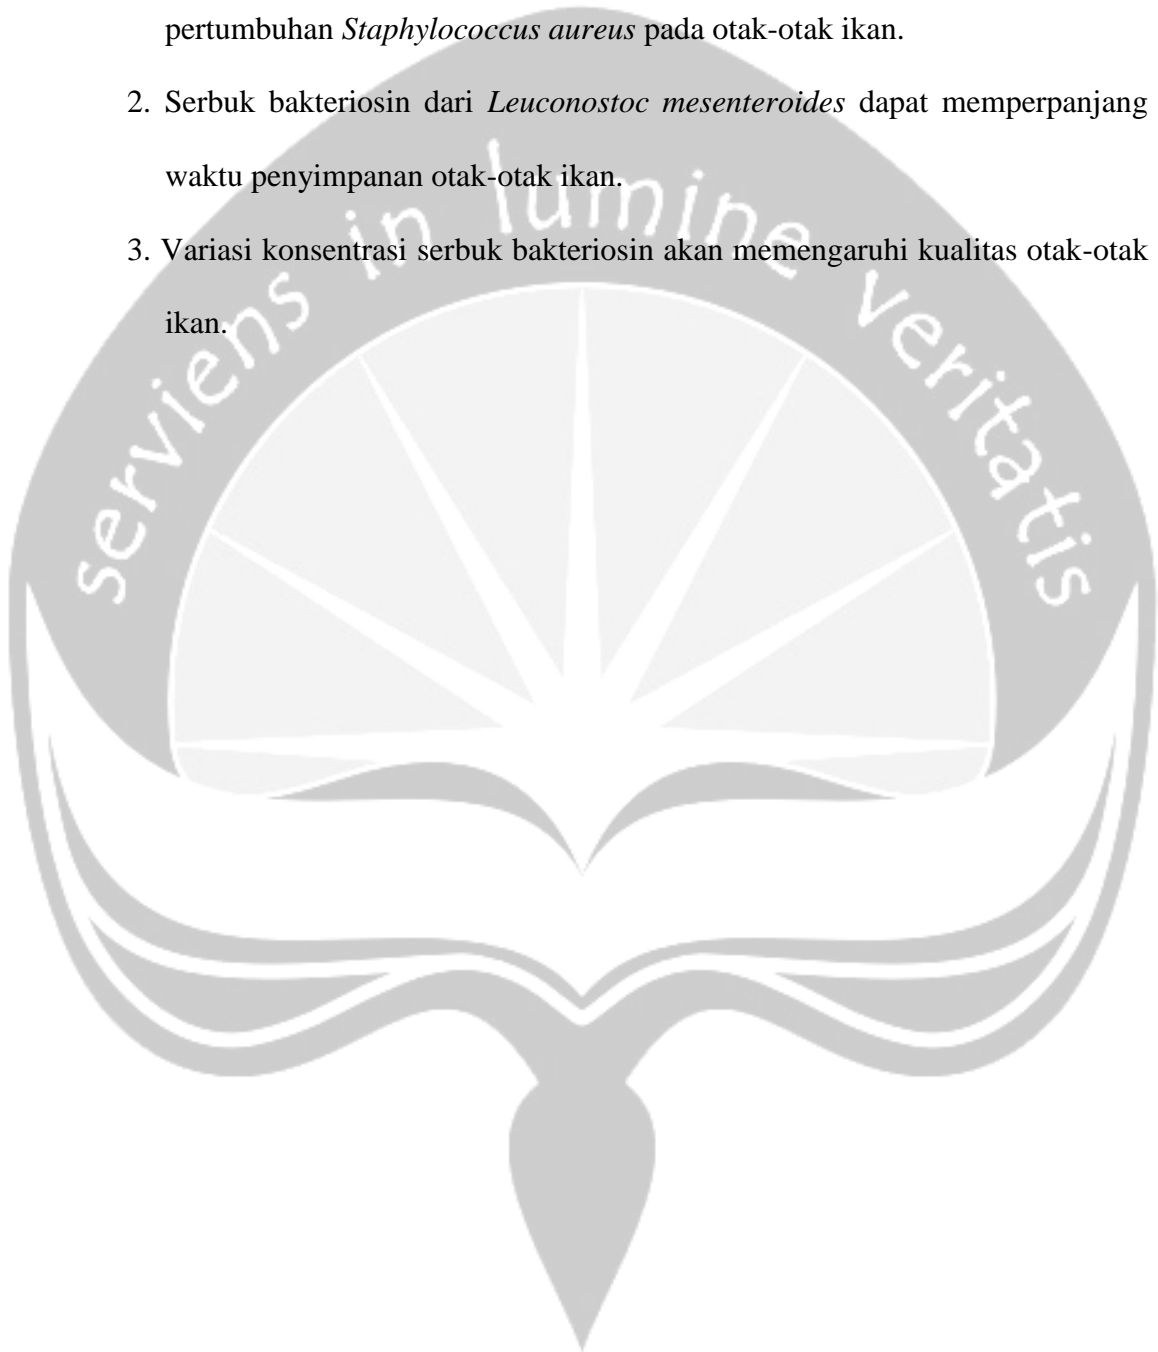 pertumbuhan Staphylococcus aureus pada otak-otak ikan.
2. Serbuk bakteriosin dari Leuconostoc mesenteroides dapat memperpanjang
waktu penyimpanan otak-otak ikan.
3. Variasi konsentrasi serbuk bakteriosin akan memengaruhi kualitas otak-otak
ikan.
serviens in lumine veritatis